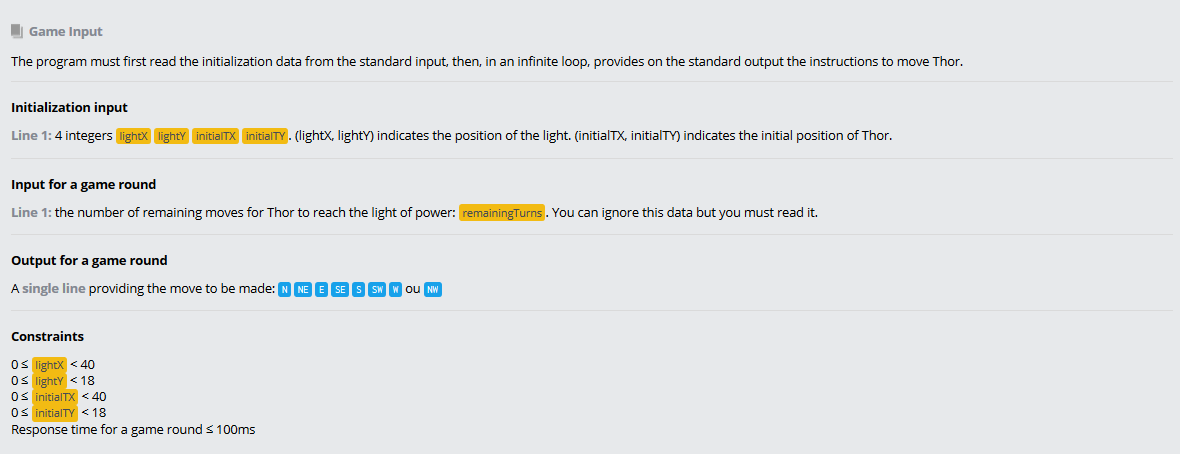 Game Input
The program must first read the initialization data from the standard input, then, in an infinite loop, provides on the standard output the instructions to move Thor.
Initialization input
Line 1: 4 integers lightX lightY initialTX initialTY. (lightX, lightY) indicates the position of the light. (initialTX, initialTY) indicates the initial position of Thor.
Input for a game round
Line 1: the number of remaining moves for Thor to reach the light of power: remainingTurns. You can ignore this data but you must read it.
Output for a game round
A single line providing the move to be made: N NE E SE S SW W ou NW
Constraints
0 ≤ lightX < 40
0 ≤ lightY < 18
0 ≤ initialTX < 40
0 ≤ initialTY < 18
Response time for a game round ≤ 100ms